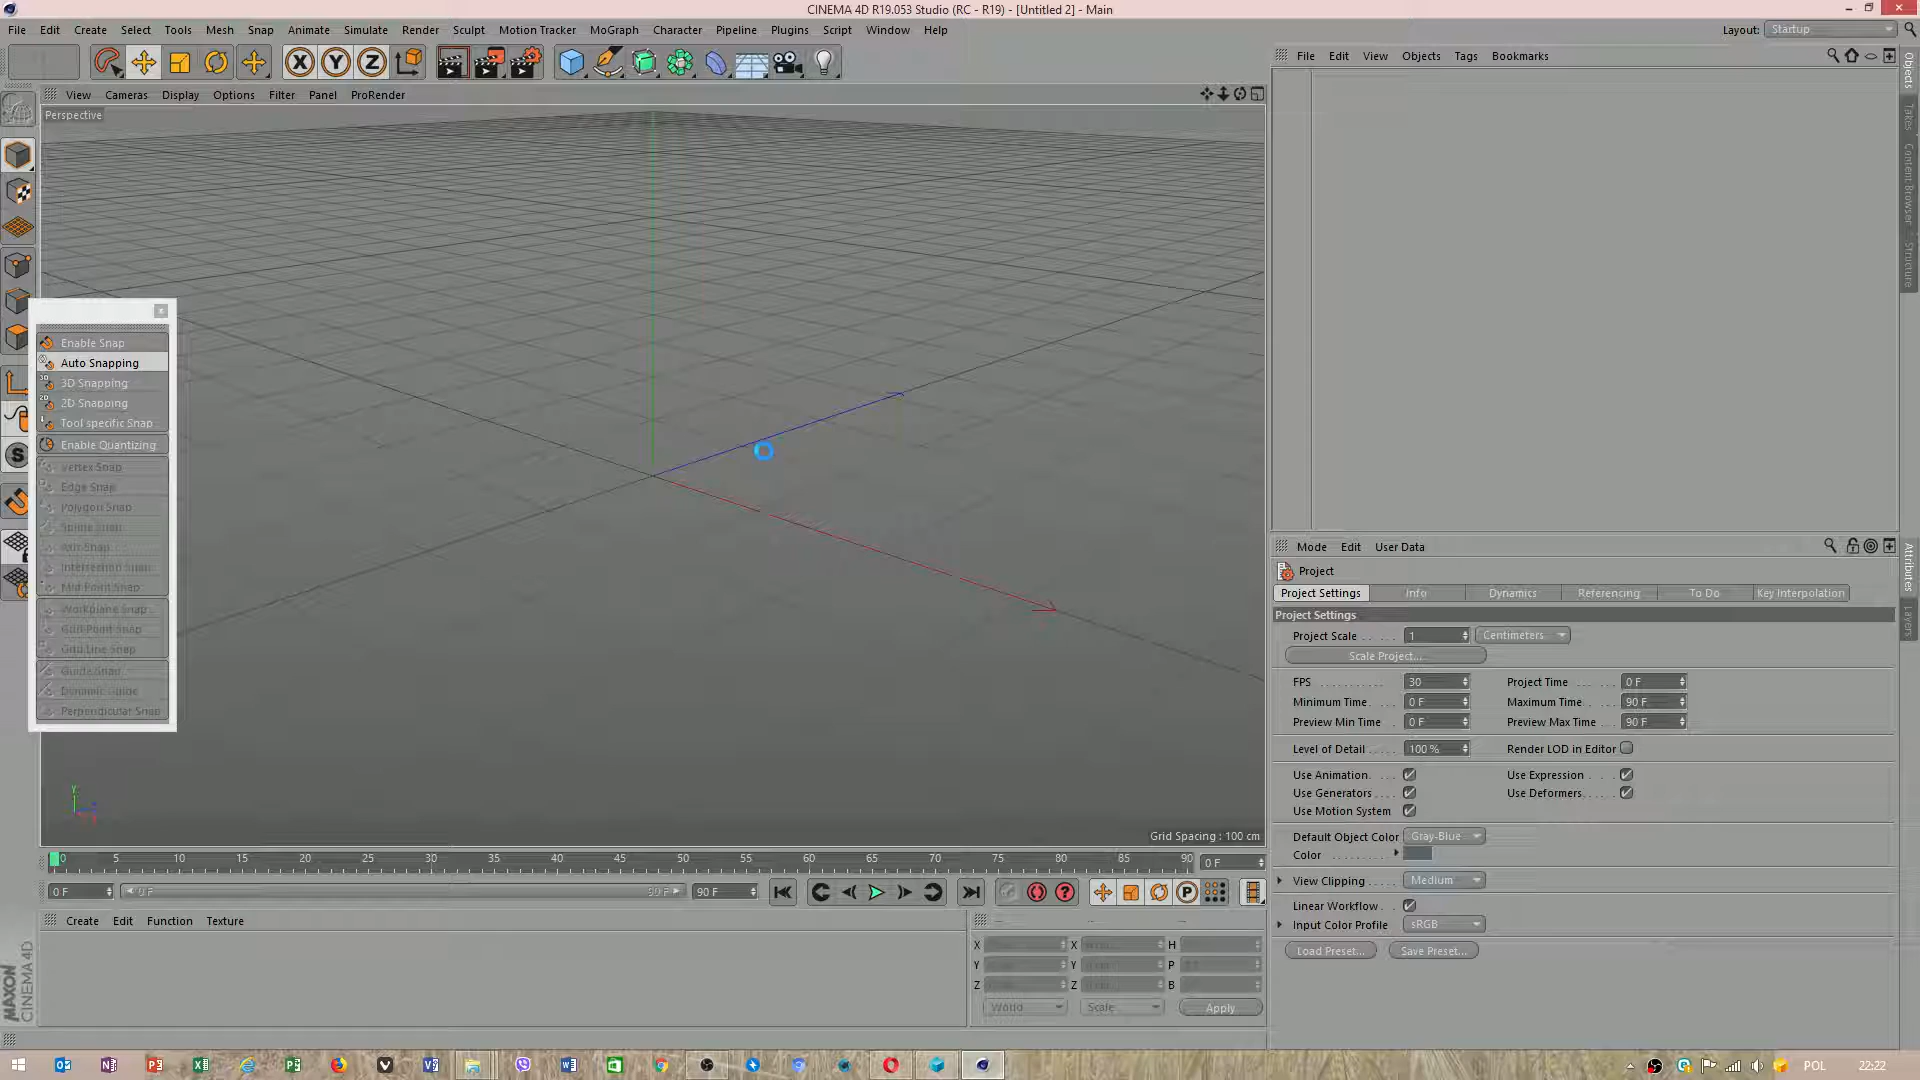 CINEMA 4D R19.053 Studio (RC - R19) - [Untitled 2] - Main
File Edit Create Select Tools Mesh Snap Animate Simulate Render Sculpt Motion Tracker MoGraph Character Pipeline Plugins Script Window Help
Layout: Startup
X Y Z
File Edit View Objects Tags Bookmarks
View Cameras Display Options Filter Panel ProRender
Perspective
Objects
Takes
Content Browser
Structure
Enable Snap
Auto Snapping
3D Snapping
2D Snapping
Tool specific Snap
Enable Quantizing
Vertex Snap
Edge Snap
Polygon Snap
Spline Snap
Axis Snap
Intersection Snap
Mid Point Snap
Workplane Snap
Grid Point Snap
Grid Line Snap
Guide Snap
Dynamic Guide
Perpendicular Snap
Y
Grid Spacing : 100 cm
Mode Edit User Data
Attributes
Layers
Project
Project Settings Info Dynamics Referencing To Do Key Interpolation
Project Settings
Project Scale 1 Centimeters
Scale Project...
FPS 30 Project Time 0 F
Minimum Time 0 F Maximum Time 90 F
Preview Min Time 0 F Preview Max Time 90 F
Level of Detail 100 % Render LOD in Editor
Use Animation Use Expression
Use Generators Use Deformers
Use Motion System
Default Object Color Gray-Blue
Color
View Clipping Medium
Linear Workflow
Input Color Profile sRGB
Load Preset... Save Preset...
0 5 10 15 20 25 30 35 40 45 50 55 60 65 70 75 80 85 90 0 F
0 F 0 F 90 F 90 F
Create Edit Function Texture
X X H
Y Y P
Z Z B
World Scale Apply
MAXON
CINEMA 4D
POL 22:22